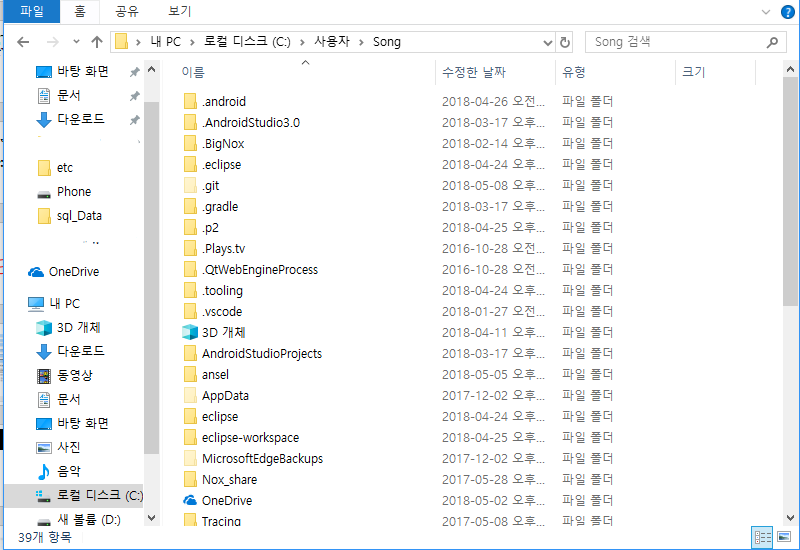 파일 홈 공유 보기
내 PC > 로컬 디스크 (C:) > 사용자 > Song
Song 검색
바탕 화면
문서
다운로드
etc
Phone
sql_Data
OneDrive
내 PC
3D 개체
다운로드
동영상
문서
바탕 화면
사진
음악
로컬 디스크 (C:)
새 볼륨 (D:)
이름 수정한 날짜 유형 크기
.android 2018-04-26 오전... 파일 폴더
.AndroidStudio3.0 2018-03-17 오후... 파일 폴더
.BigNox 2018-02-14 오후... 파일 폴더
.eclipse 2018-04-24 오후... 파일 폴더
.git 2018-05-08 오후... 파일 폴더
.gradle 2018-03-17 오후... 파일 폴더
.p2 2018-04-25 오후... 파일 폴더
.Plays.tv 2016-10-28 오전... 파일 폴더
.QtWebEngineProcess 2016-10-28 오후... 파일 폴더
.tooling 2018-04-24 오후... 파일 폴더
.vscode 2018-01-27 오전... 파일 폴더
3D 개체 2018-04-11 오후... 파일 폴더
AndroidStudioProjects 2018-03-17 오후... 파일 폴더
ansel 2018-05-05 오후... 파일 폴더
AppData 2017-12-02 오후... 파일 폴더
eclipse 2018-04-24 오후... 파일 폴더
eclipse-workspace 2018-04-25 오후... 파일 폴더
MicrosoftEdgeBackups 2017-12-02 오후... 파일 폴더
Nox_share 2017-05-28 오후... 파일 폴더
OneDrive 2018-05-02 오후... 파일 폴더
Tracing 2017-05-08 오후... 파일 폴더
39개 항목